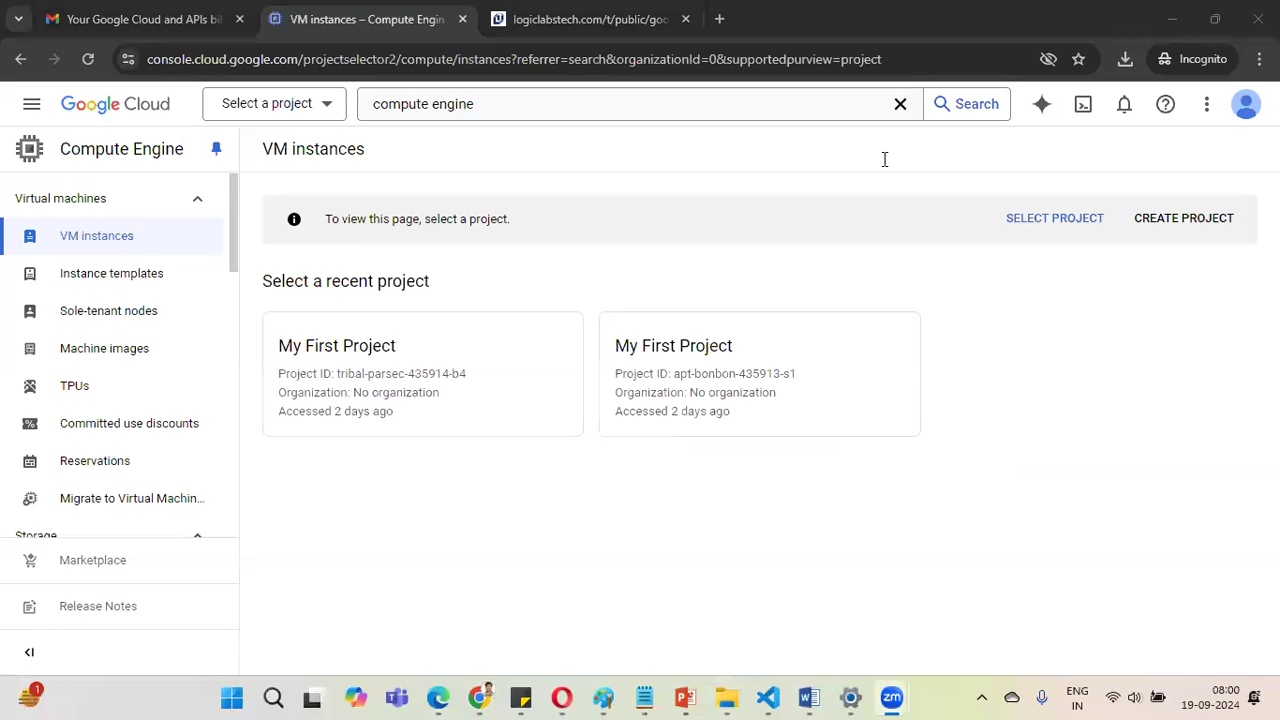 Your Google Cloud and APIs bil
VM instances – Compute Engin
logiclabstech.com/t/public/goo
console.cloud.google.com/projectselector2/compute/instances?referrer=search&organizationId=0&supportedpurview=project
Incognito
Google Cloud
Select a project
compute engine
Search
Compute Engine
VM instances
Virtual machines
To view this page, select a project.
SELECT PROJECT
CREATE PROJECT
VM instances
Instance templates
Select a recent project
Sole-tenant nodes
Machine images
TPUs
Committed use discounts
Reservations
Migrate to Virtual Machin...
Storage
Marketplace
Release Notes
My First Project
Project ID: tribal-parsec-435914-b4
Organization: No organization
Accessed 2 days ago
My First Project
Project ID: apt-bonbon-435913-s1
Organization: No organization
Accessed 2 days ago
1
zm
ENG
IN
08:00
19-09-2024